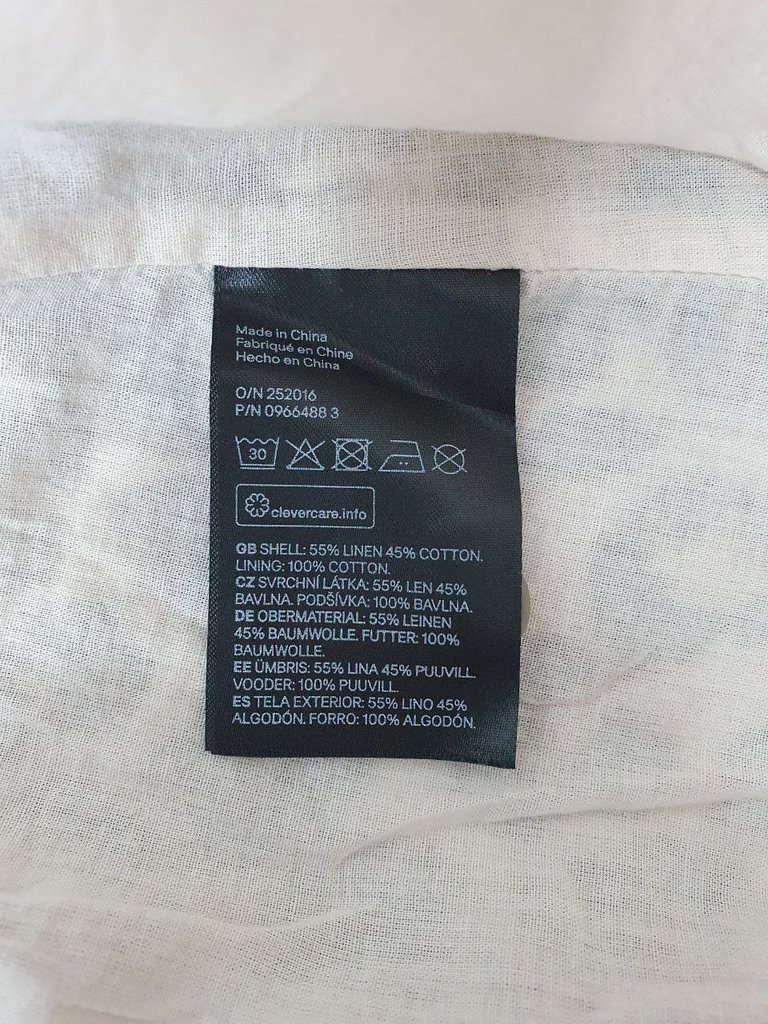 Made in China
Fabriqué en Chine
Hecho en China
O/N 252016
P/N 0966488 3
30
clevercare.info
GB SHELL: 55% LINEN 45% COTTON.
LINING: 100% COTTON.
CZ SVRCHNÍ LÁTKA: 55% LEN 45%
BAVLNA. PODŠÍVKA: 100% BAVLNA.
DE OBERMATERIAL: 55% LEINEN
45% BAUMWOLLE. FUTTER: 100%
BAUMWOLLE.
EE ÜMBRIS: 55% LINA 45% PUUVILL.
VOODER: 100% PUUVILL.
ES TELA EXTERIOR: 55% LINO 45%
ALGODÓN. FORRO: 100% ALGODÓN.